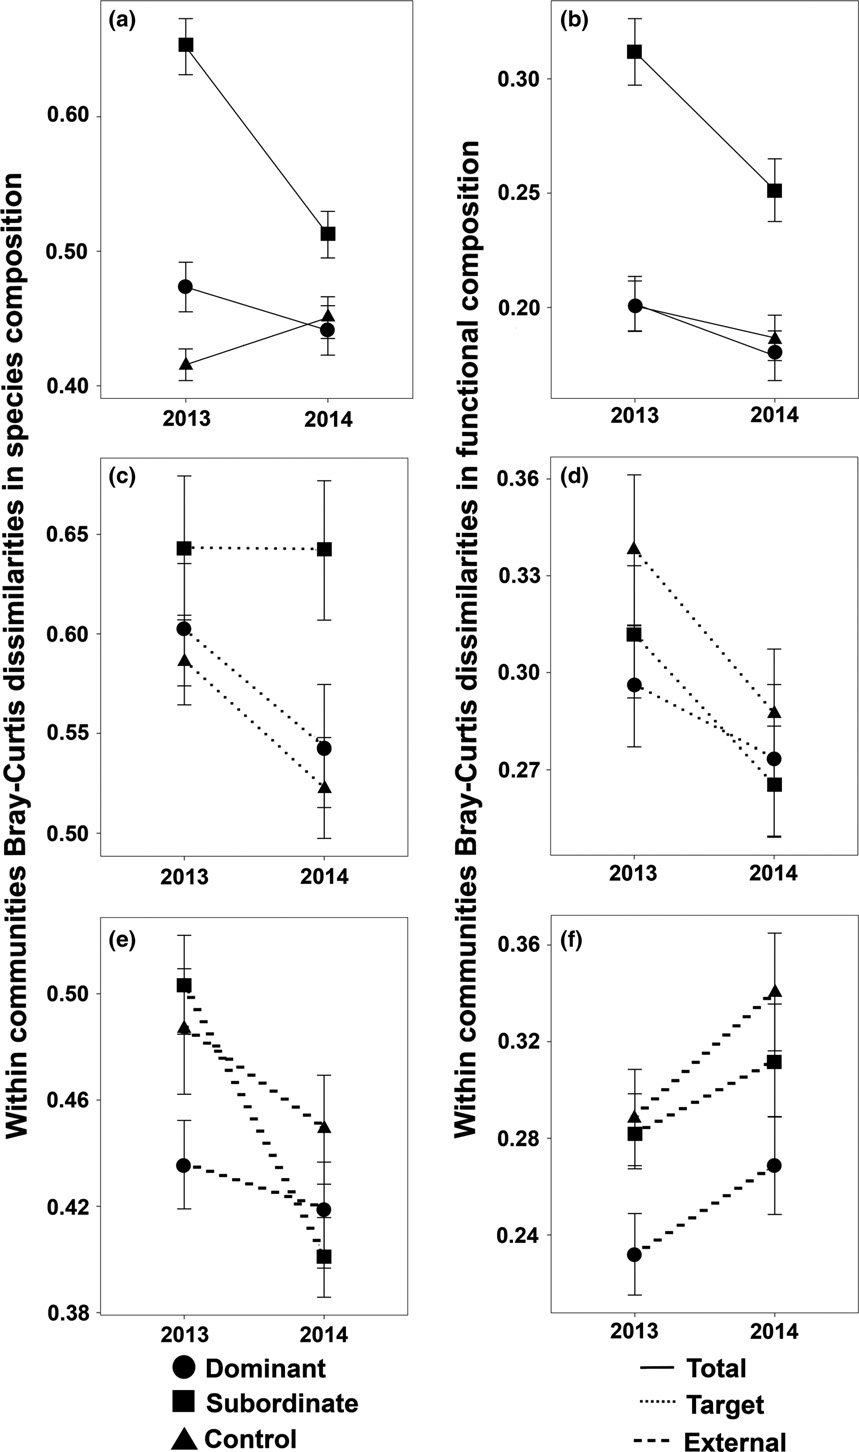 Within communities Bray-Curtis dissimilarities in species composition
(a)
0.60
0.50
0.40
2013 2014
Within communities Bray-Curtis dissimilarities in functional composition
(b)
0.30
0.25
0.20
2013 2014
(c)
0.65
0.60
0.55
0.50
2013 2014
(d)
0.36
0.33
0.30
0.27
2013 2014
(e)
0.50
0.46
0.42
0.38
2013 2014
(f)
0.36
0.32
0.28
0.24
2013 2014
Dominant
Subordinate
Control
Total
Target
External